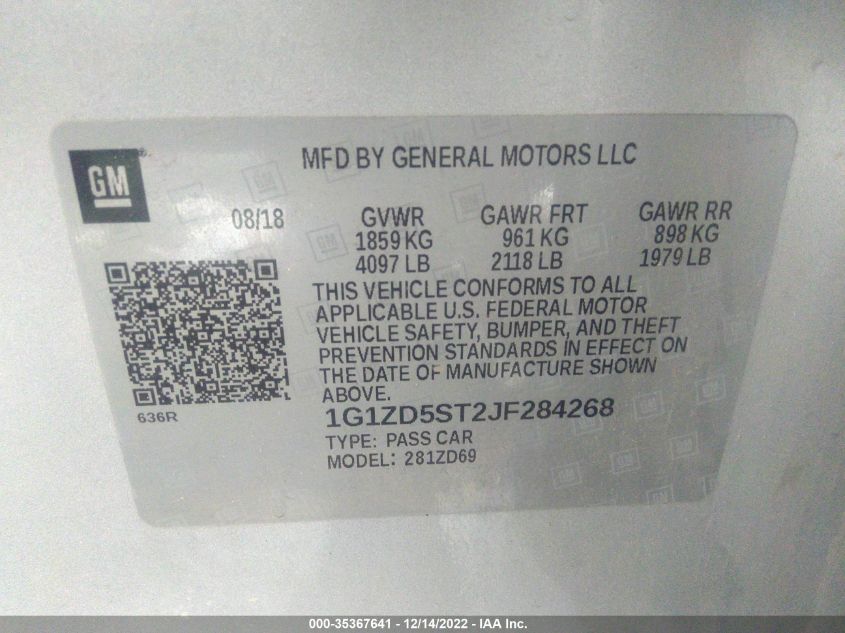 GM
MFD BY GENERAL MOTORS LLC
08/18 GVWR GAWR FRT GAWR RR
1859 KG 961 KG 898 KG
4097 LB 2118 LB 1979 LB
THIS VEHICLE CONFORMS TO ALL
APPLICABLE U.S. FEDERAL MOTOR
VEHICLE SAFETY, BUMPER, AND THEFT
PREVENTION STANDARDS IN EFFECT ON
THE DATE OF MANUFACTURE SHOWN
ABOVE.
636R
1G1ZD5ST2JF284268
TYPE: PASS CAR
MODEL: 281ZD69
000-35367641 - 12/14/2022 - IAA Inc.